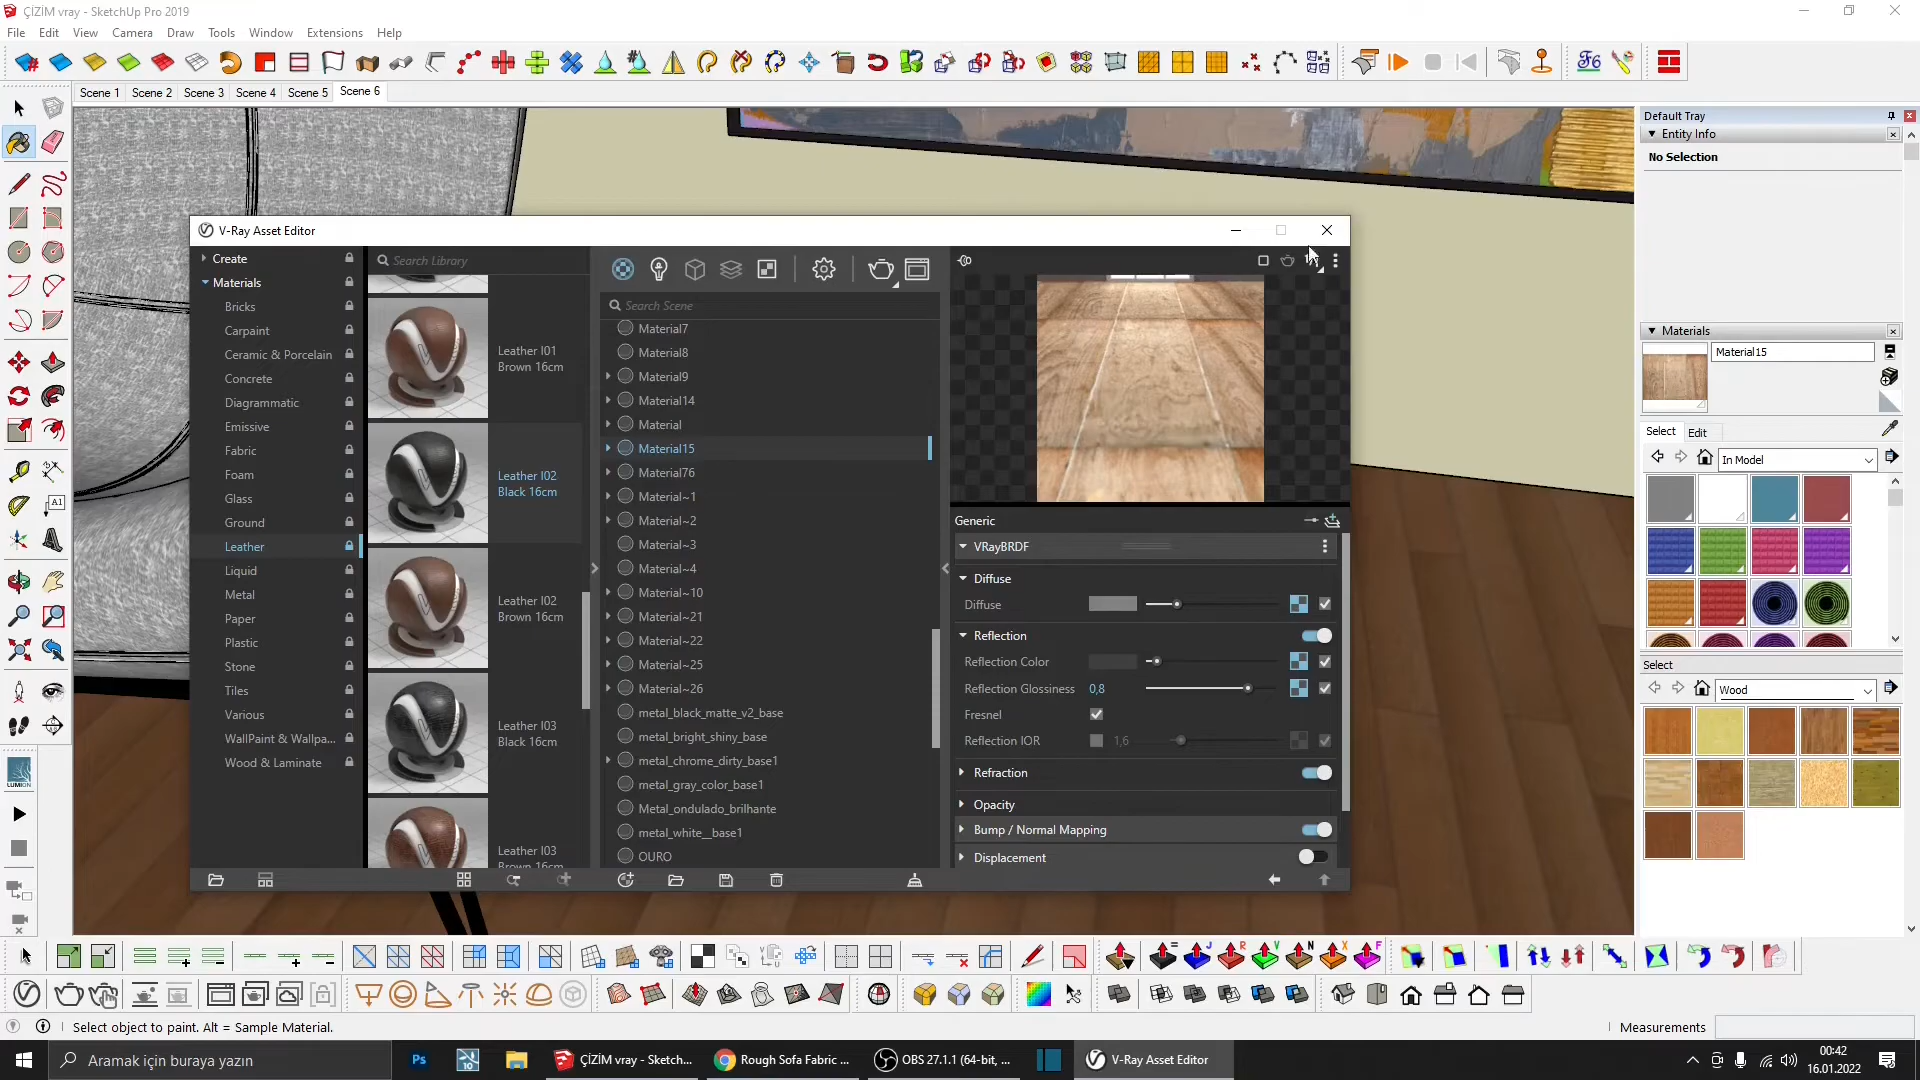 ÇİZİM vray - SketchUp Pro 2019
File Edit View Camera Draw Tools Window Extensions Help
Scene 1 Scene 2 Scene 3 Scene 4 Scene 5 Scene 6
Default Tray
Entity Info
No Selection
V-Ray Asset Editor
Create
Materials
Bricks
Carpaint
Ceramic & Porcelain
Concrete
Diagrammatic
Emissive
Fabric
Foam
Glass
Ground
Leather
Liquid
Metal
Paper
Plastic
Stone
Tiles
Various
WallPaint & Wallpa...
Wood & Laminate
Search Library
Leather I01
Brown 16cm
Leather I02
Black 16cm
Leather I02
Brown 16cm
Leather I03
Black 16cm
Leather I03
Brown 16cm
Search Scene
Material7
Material8
Material9
Material14
Material
Material15
Material76
Material~1
Material~2
Material~3
Material~4
Material~10
Material~21
Material~22
Material~25
Material~26
metal_black_matte_v2_base
metal_bright_shiny_base
metal_chrome_dirty_base1
metal_gray_color_base1
Metal_ondulado_brilhante
metal_white__base1
OURO
Generic
VRayBRDF
Diffuse
Diffuse
Reflection
Reflection Color
Reflection Glossiness 0,8
Fresnel
Reflection IOR 1,6
Refraction
Opacity
Bump / Normal Mapping
Displacement
Materials
Material15
Select Edit
In Model
Select
Wood
A1
LUMION
F6
= J R V N X F
Select object to paint. Alt = Sample Material.
Measurements
Aramak için buraya yazın
Ps
10
ÇİZİM vray - Sketch...
Rough Sofa Fabric ...
OBS 27.1.1 (64-bit, ...
V-Ray Asset Editor
00:42
16.01.2022